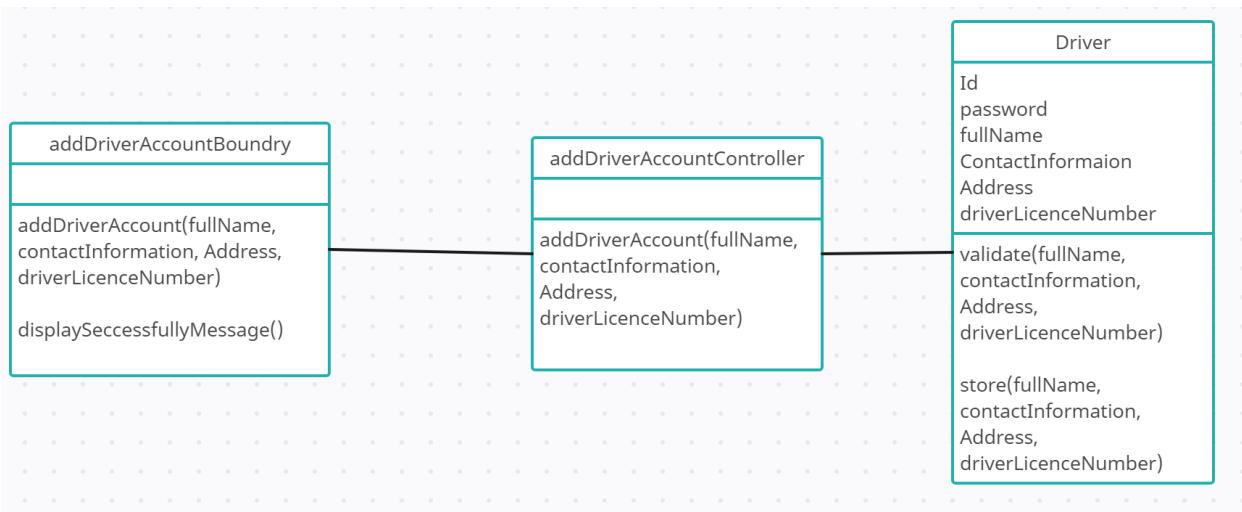 addDriverAccountBoundry
addDriverAccount(fullName,
contactInformation, Address,
driverLicenceNumber)
displaySeccessfullyMessage()
addDriverAccountController
addDriverAccount(fullName,
contactInformation,
Address,
driverLicenceNumber)
Driver
Id
password
fullName
ContactInformaion
Address
driverLicenceNumber
validate(fullName,
contactInformation,
Address,
driverLicenceNumber)
store(fullName,
contactInformation,
Address,
driverLicenceNumber)